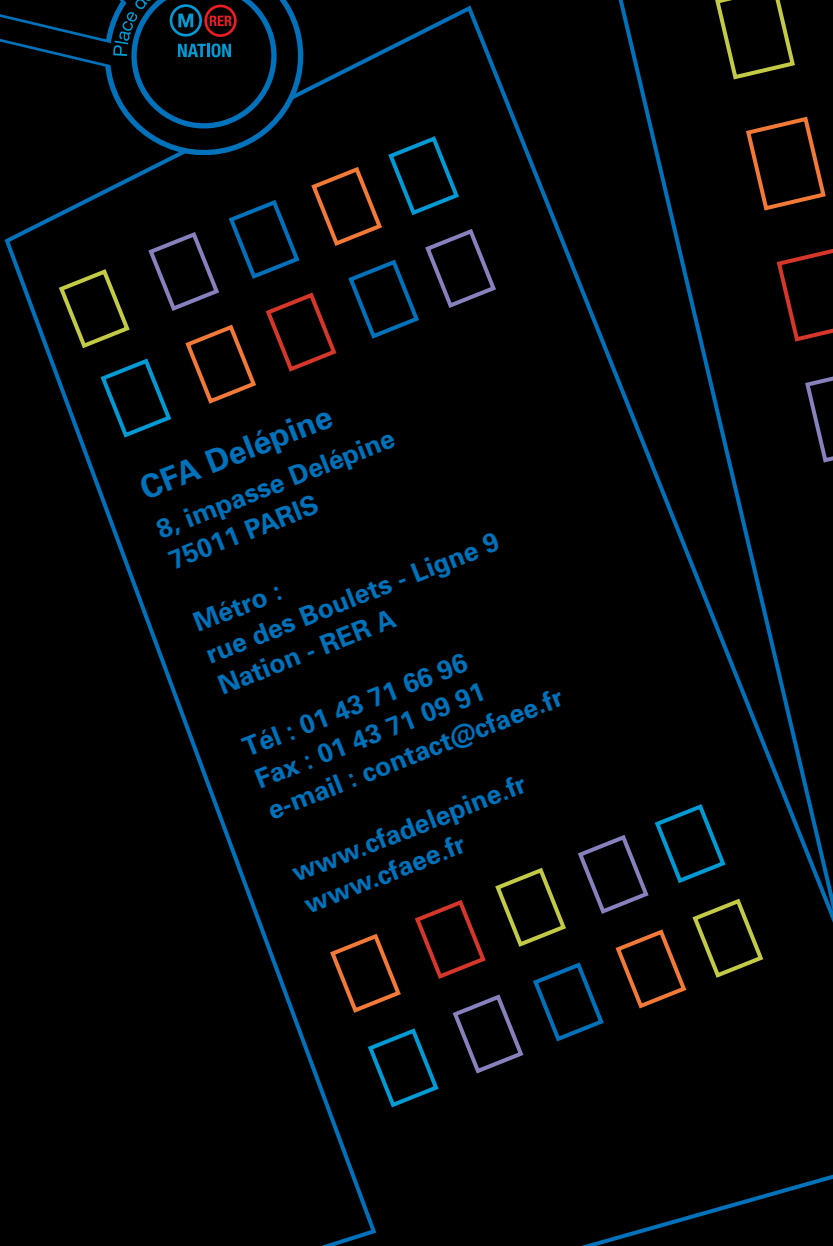 Place d
M RER
NATION
CFA Delépine
8, impasse Delépine
75011 PARIS
Métro :
rue des Boulets - Ligne 9
Nation - RER A
Tél : 01 43 71 66 96
Fax : 01 43 71 09 91
e-mail : contact@cfaee.fr
www.cfadelepine.fr
www.cfaee.fr